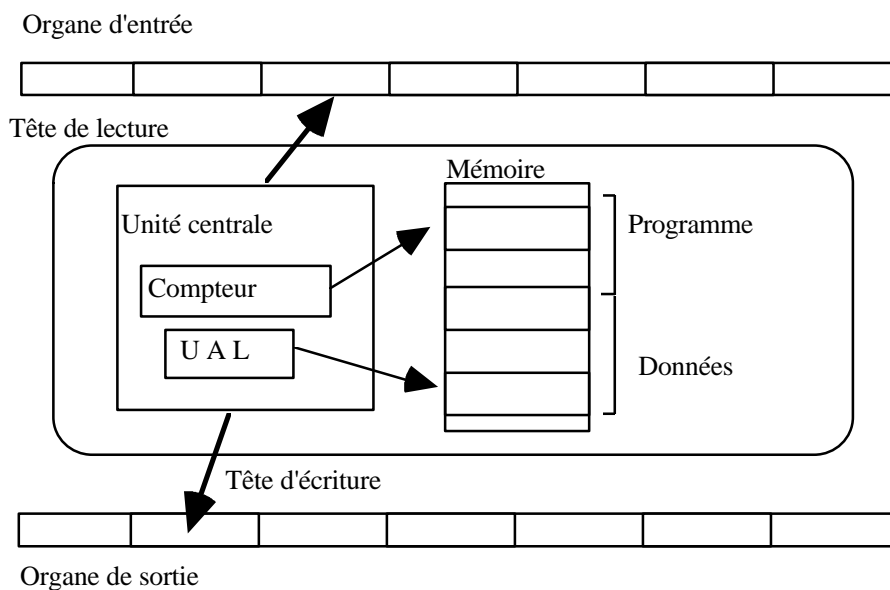 Organe d'entrée
Tête de lecture
Mémoire
Unité centrale
Programme
Compteur
U A L
Données
Tête d'écriture
Organe de sortie